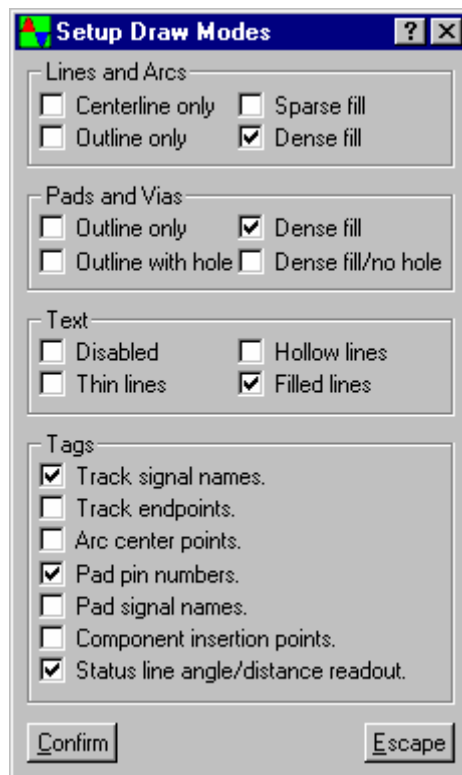 Setup Draw Modes
Lines and Arcs
Centerline only Sparse fill
Outline only Dense fill
Pads and Vias
Outline only Dense fill
Outline with hole Dense fill/no hole
Text
Disabled Hollow lines
Thin lines Filled lines
Tags
Track signal names.
Track endpoints.
Arc center points.
Pad pin numbers.
Pad signal names.
Component insertion points.
Status line angle/distance readout.
Confirm Escape